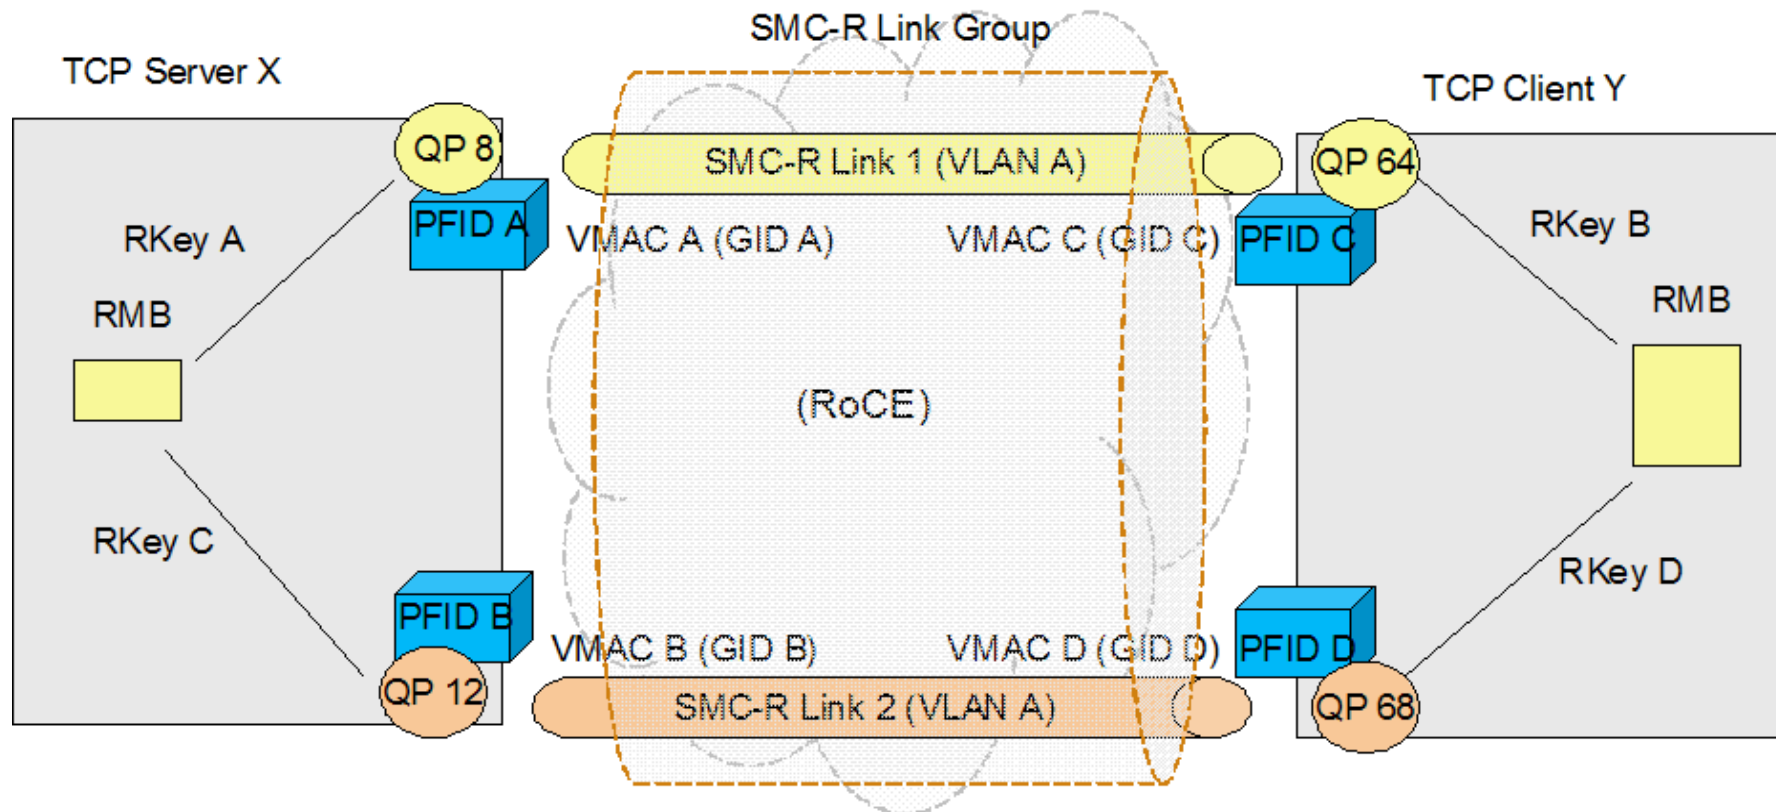 SMC-R Link Group
TCP Server X
TCP Client Y
QP 8
SMC-R Link 1 (VLAN A)
QP 64
PFID A
VMAC A (GID A)
VMAC C (GID C)
PFID C
RKey A
RKey B
RMB
RMB
(RoCE)
RKey C
RKey D
PFID B
VMAC B (GID B)
VMAC D (GID D)
PFID D
QP 12
SMC-R Link 2 (VLAN A)
QP 68